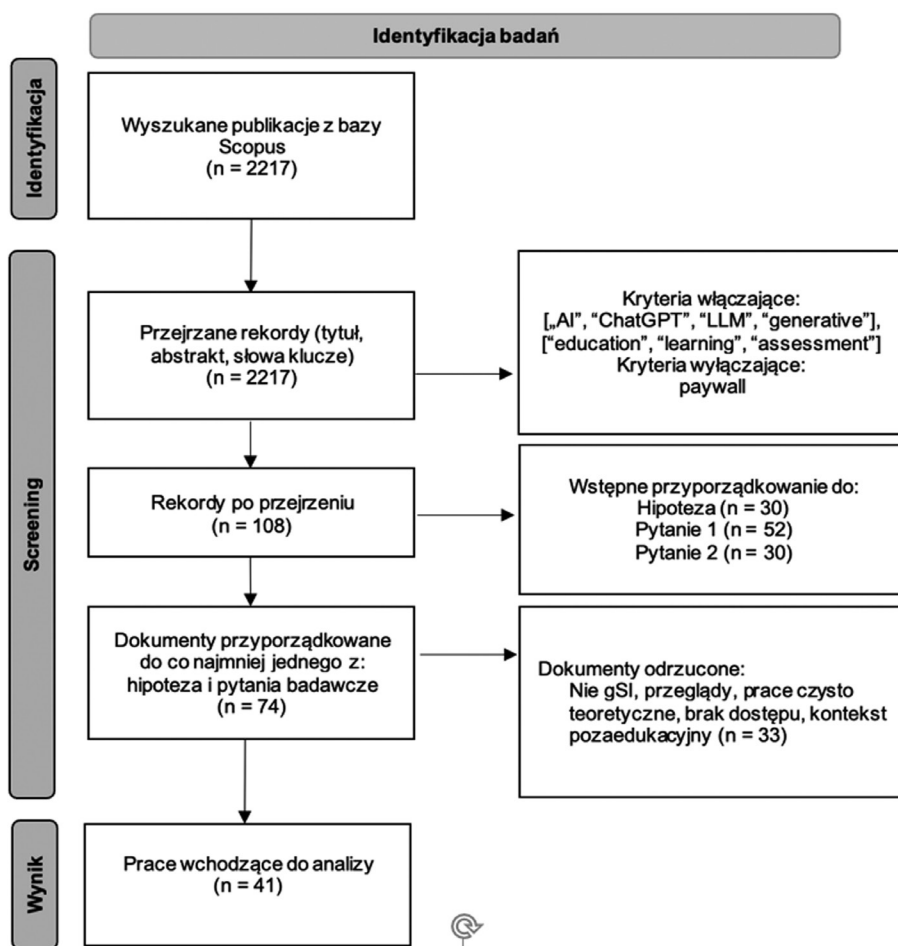 Identyfikacja badań
Identyfikacja
Wyszukane publikacje z bazy
Scopus
(n = 2217)
Screening
Przejrzane rekordy (tytuł,
abstrakt, słowa klucze)
(n = 2217)
Kryteria włączające:
[„AI”, “ChatGPT”, “LLM”, “generative”],
[“education”, “learning”, “assessment”]
Kryteria wyłączające:
paywall
Rekordy po przejrzeniu
(n = 108)
Wstępne przyporządkowanie do:
Hipoteza (n = 30)
Pytanie 1 (n = 52)
Pytanie 2 (n = 30)
Dokumenty przyporządkowane
do co najmniej jednego z:
hipoteza i pytania badawcze
(n = 74)
Dokumenty odrzucone:
Nie gSI, przeglądy, prace czysto
teoretyczne, brak dostępu, kontekst
pozaedukacyjny (n = 33)
Wynik
Prace wchodzące do analizy
(n = 41)